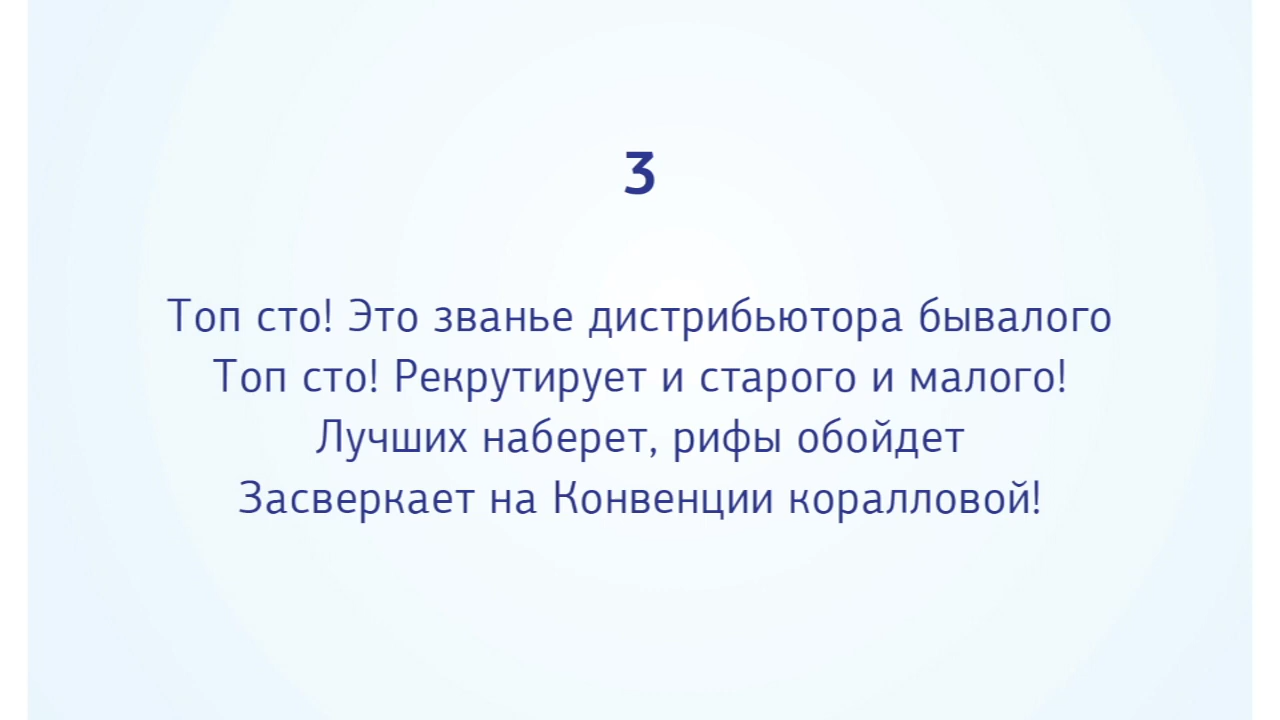 3
Топ сто! Это званье дистрибьютора бывалого
Топ сто! Рекрутирует и старого и малого!
Лучших наберет, рифы обойдет
Засверкает на Конвенции коралловой!